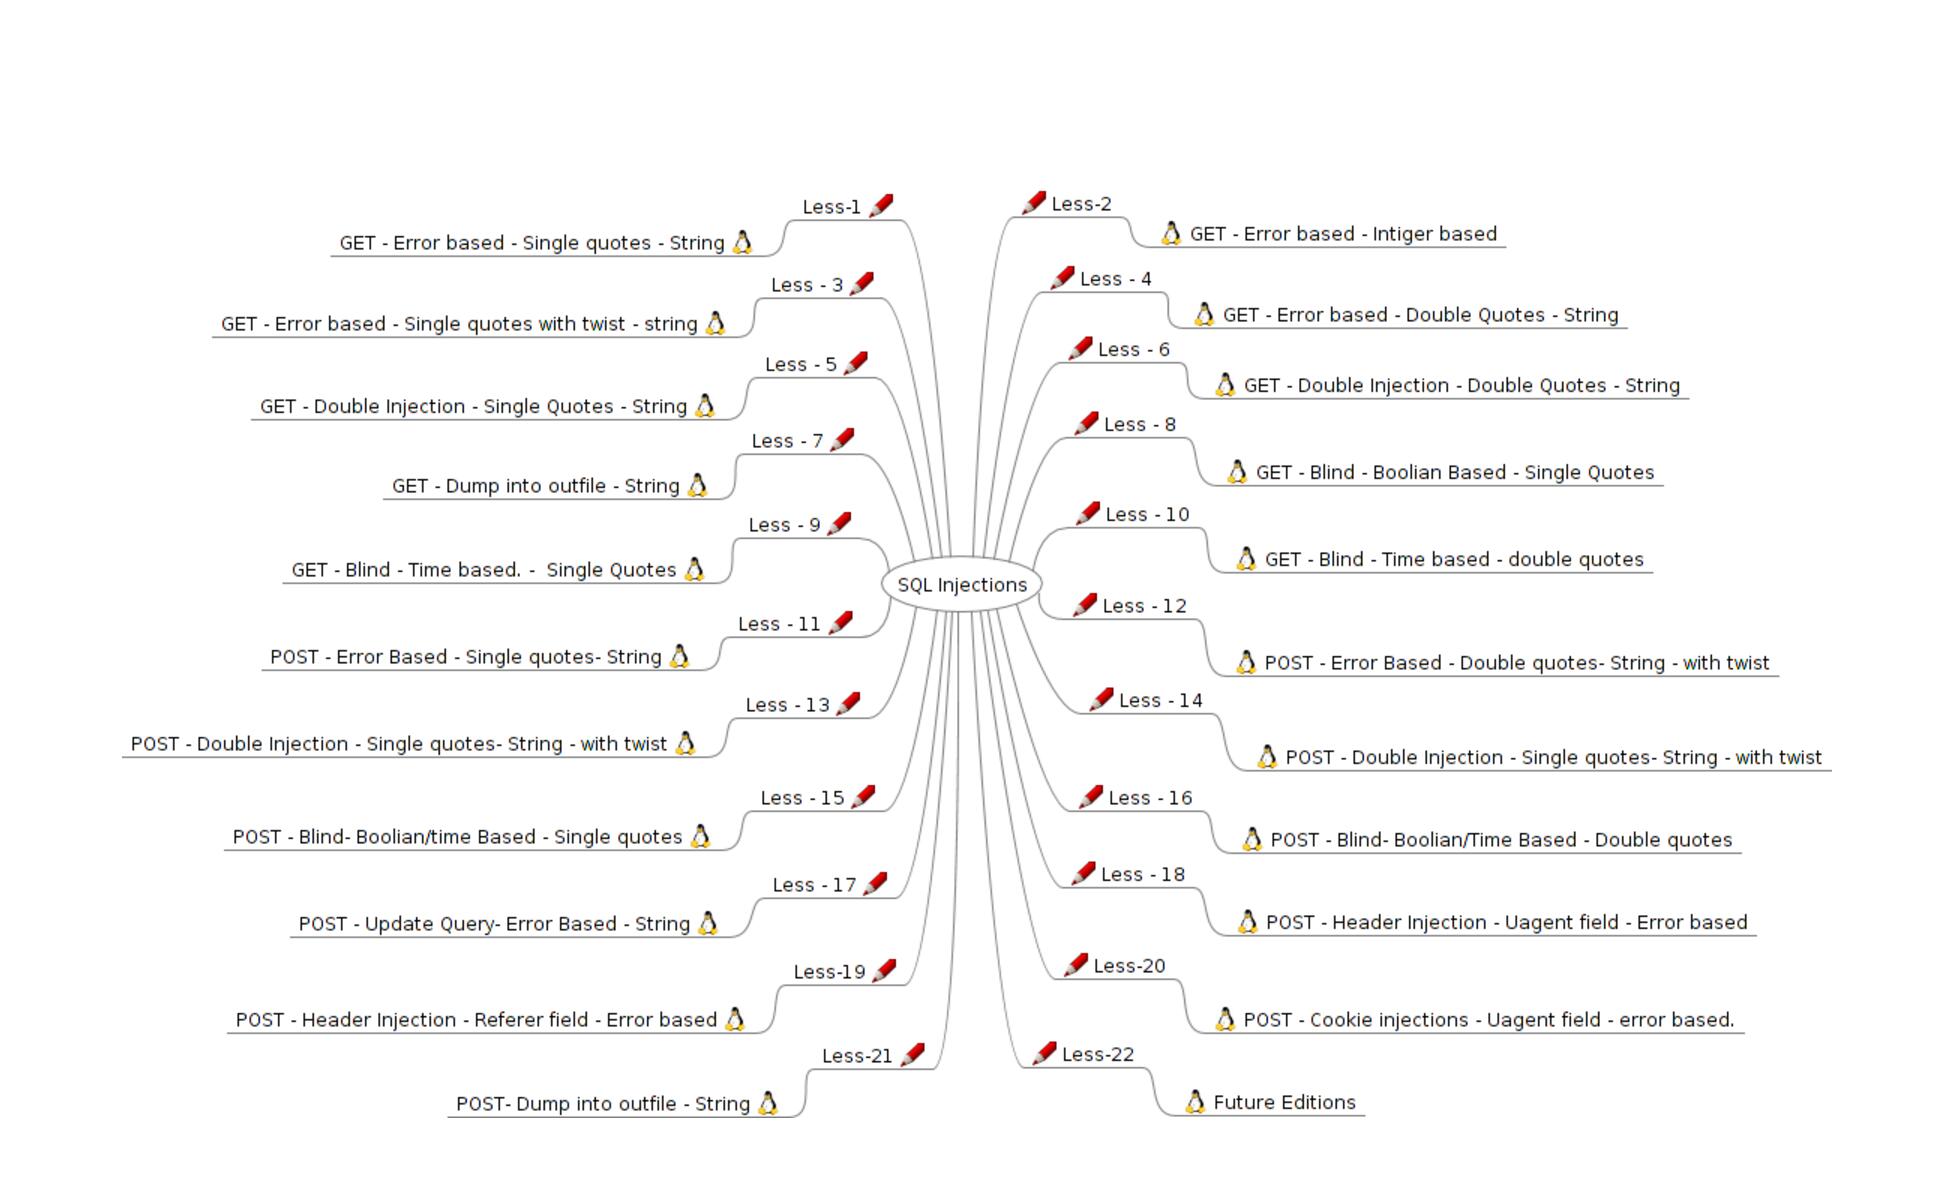 Less-1
GET - Error based - Single quotes - String
Less - 3
GET - Error based - Single quotes with twist - string
Less - 5
GET - Double Injection - Single Quotes - String
Less - 7
GET - Dump into outfile - String
Less - 9
GET - Blind - Time based. -  Single Quotes
Less - 11
POST - Error Based - Single quotes- String
Less - 13
POST - Double Injection - Single quotes- String - with twist
Less - 15
POST - Blind- Boolian/time Based - Single quotes
Less - 17
POST - Update Query- Error Based - String
Less-19
POST - Header Injection - Referer field - Error based
Less-21
POST- Dump into outfile - String
SQL Injections
Less-2
GET - Error based - Intiger based
Less - 4
GET - Error based - Double Quotes - String
Less - 6
GET - Double Injection - Double Quotes - String
Less - 8
GET - Blind - Boolian Based - Single Quotes
Less - 10
GET - Blind - Time based - double quotes
Less - 12
POST - Error Based - Double quotes- String - with twist
Less - 14
POST - Double Injection - Single quotes- String - with twist
Less - 16
POST - Blind- Boolian/Time Based - Double quotes
Less - 18
POST - Header Injection - Uagent field - Error based
Less-20
POST - Cookie injections - Uagent field - error based.
Less-22
Future Editions